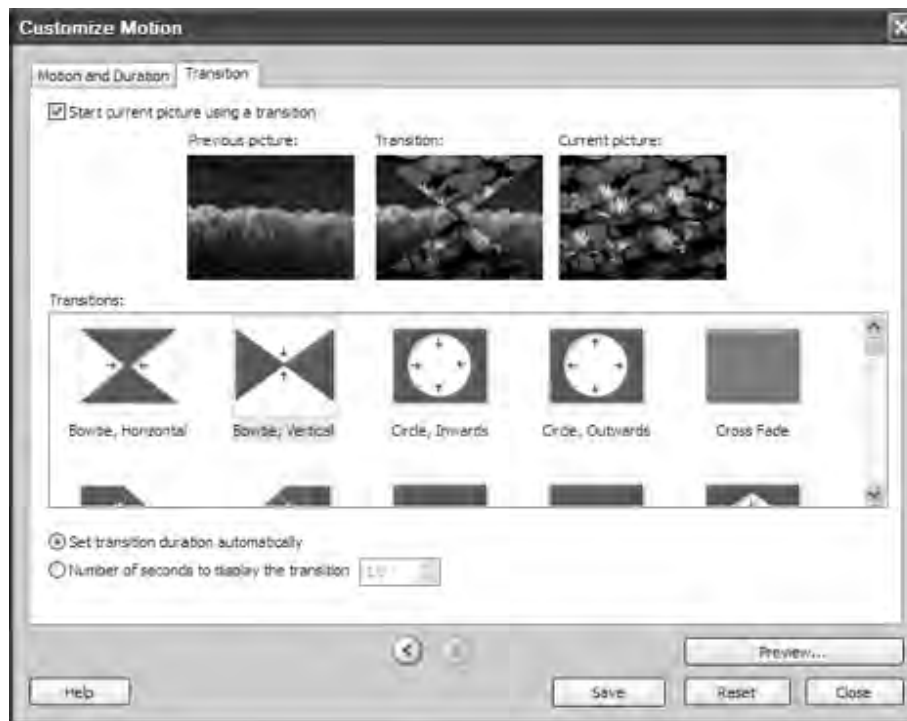 Customize Motion
Motion and Duration Transition
Start current picture using a transition
Previous picture: Transition: Current picture:
Transitions:
Bowtie, Horizontal Bowtie, Vertical Circle, Inwards Circle, Outwards Cross Fade
Set transition duration automatically
Number of seconds to display the transition
Preview...
Help Save Reset Close